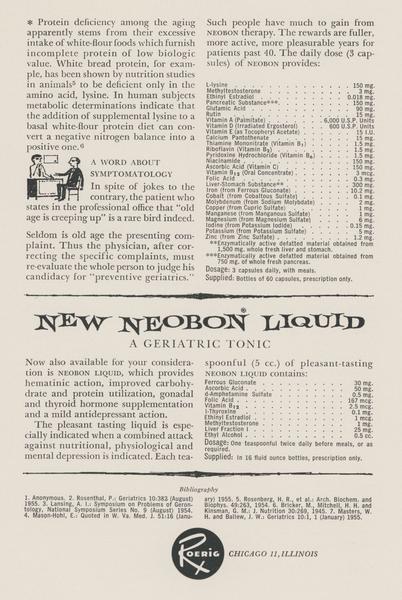 * Protein deficiency among the aging
apparently stems from their excessive
intake of white-flour foods which furnish
incomplete protein of low biologic
value. White bread protein, for ex-
ample, has been shown by nutrition studies
in animals⁵ to be deficient only in the
amino acid, lysine. In human subjects
metabolic determinations indicate that
the addition of supplemental lysine to a
basal white-flour protein diet can con-
vert a negative nitrogen balance into a
positive one.⁶
A WORD ABOUT
SYMPTOMATOLOGY
In spite of jokes to the
contrary, the patient who
states in the professional office that "old
age is creeping up" is a rare bird indeed.
Seldom is old age the presenting com-
plaint. Thus the physician, after cor-
recting the specific complaints, must
re-evaluate the whole person to judge his
candidacy for "preventive geriatrics."
Such people have much to gain from
NEOBON therapy. The rewards are fuller,
more active, more pleasurable years for
patients past 40. The daily dose (3 cap-
sules) of NEOBON provides:
L-lysine . . . . . 150 mg.
Methyltestosterone . . . . . 3 mg.
Ethinyl Estradiol . . . . . 0.018 mg.
Pancreatic Substance*** . . . . . 150 mg.
Glutamic Acid . . . . . 90 mg.
Rutin . . . . . 15 mg.
Vitamin A (Palmitate) . . . . . 6,000 U.S.P. Units
Vitamin D (Irradiated Ergosterol) . . . . . 600 U.S.P. Units
Vitamin E (as Tocopheryl Acetate) . . . . . 15 I.U.
Calcium Pantothenate . . . . . 15 mg.
Thiamine Mononitrate (Vitamin B₁) . . . . . 1.5 mg.
Riboflavin (Vitamin B₂) . . . . . 1.5 mg.
Pyridoxine Hydrochloride (Vitamin B₆) . . . . . 1.5 mg.
Niacinamide . . . . . 150 mg.
Ascorbic Acid (Vitamin C) . . . . . 150 mg.
Vitamin B₁₂ (Oral Concentrate) . . . . . 3 mcg.
Folic Acid . . . . . 0.3 mg.
Liver-Stomach Substance** . . . . . 300 mg.
Iron (from Ferrous Gluconate) . . . . . 10.2 mg.
Cobalt (from Cobaltous Sulfate) . . . . . 0.1 mg.
Molybdenum (from Sodium Molybdate) . . . . . 2 mg.
Copper (from Cupric Sulfate) . . . . . 1 mg.
Manganese (from Manganous Sulfate) . . . . . 1 mg.
Magnesium (from Magnesium Sulfate) . . . . . 6 mg.
Iodine (from Potassium Iodide) . . . . . 0.15 mg.
Potassium (from Potassium Sulfate) . . . . . 5 mg.
Zinc (from Zinc Sulfate) . . . . . 1.2 mg.
**Enzymatically active defatted material obtained from
1,500 mg. whole fresh liver and stomach.
***Enzymatically active defatted material obtained from
750 mg. of whole fresh pancreas.
Dosage: 3 capsules daily, with meals.
Supplied: Bottles of 60 capsules, prescription only.
NEW NEOBON® LIQUID
A GERIATRIC TONIC
Now also available for your considera-
tion is NEOBON LIQUID, which provides
hematinic action, improved carbohy-
drate and protein utilization, gonadal
and thyroid hormone supplementation
and a mild antidepressant action.
The pleasant tasting liquid is espe-
cially indicated when a combined attack
against nutritional, physiological and
mental depression is indicated. Each tea-
spoonful (5 cc.) of pleasant-tasting
NEOBON LIQUID contains:
Ferrous Gluconate . . . . . 30 mg.
Ascorbic Acid . . . . . 50 mg.
d-Amphetamine Sulfate . . . . . 0.5 mg.
Folic Acid . . . . . 167 mcg.
Vitamin B₁₂ . . . . . 2.5 mcg.
l-Thyroxine . . . . . 0.1 mg.
Ethinyl Estradiol . . . . . 1 mcg.
Methyltestosterone . . . . . 1 mg.
Liver Fraction I . . . . . 25 mg.
Ethyl Alcohol . . . . . 0.5 cc.
Dosage: One teaspoonful twice daily before meals, or as
required.
Supplied: In 16 fluid ounce bottles, prescription only.
Bibliography
1. Anonymous. 2. Rosenthal, P.: Geriatrics 10:382 (August)
1955. 3. Lansing, A. I.: Symposium on Problems of Geron-
tology, National Symposium Series No. 9 (August) 1954.
4. Mason-Hohl, E.: Quoted in W. Va. Med. J. 51:16 (Janu-
ary) 1955. 5. Rosenberg, H. R., et al.: Arch. Biochem. and
Biophys. 49:263, 1954. 6. Bricker, M., Mitchell, H. H. and
Kinsman, G. M.: J. Nutrition 30:269, 1945. 7. Masters, W.
H. and Ballew, J. W.: Geriatrics 10:1, 1 (January) 1955.
ROERIG
CHICAGO 11, ILLINOIS